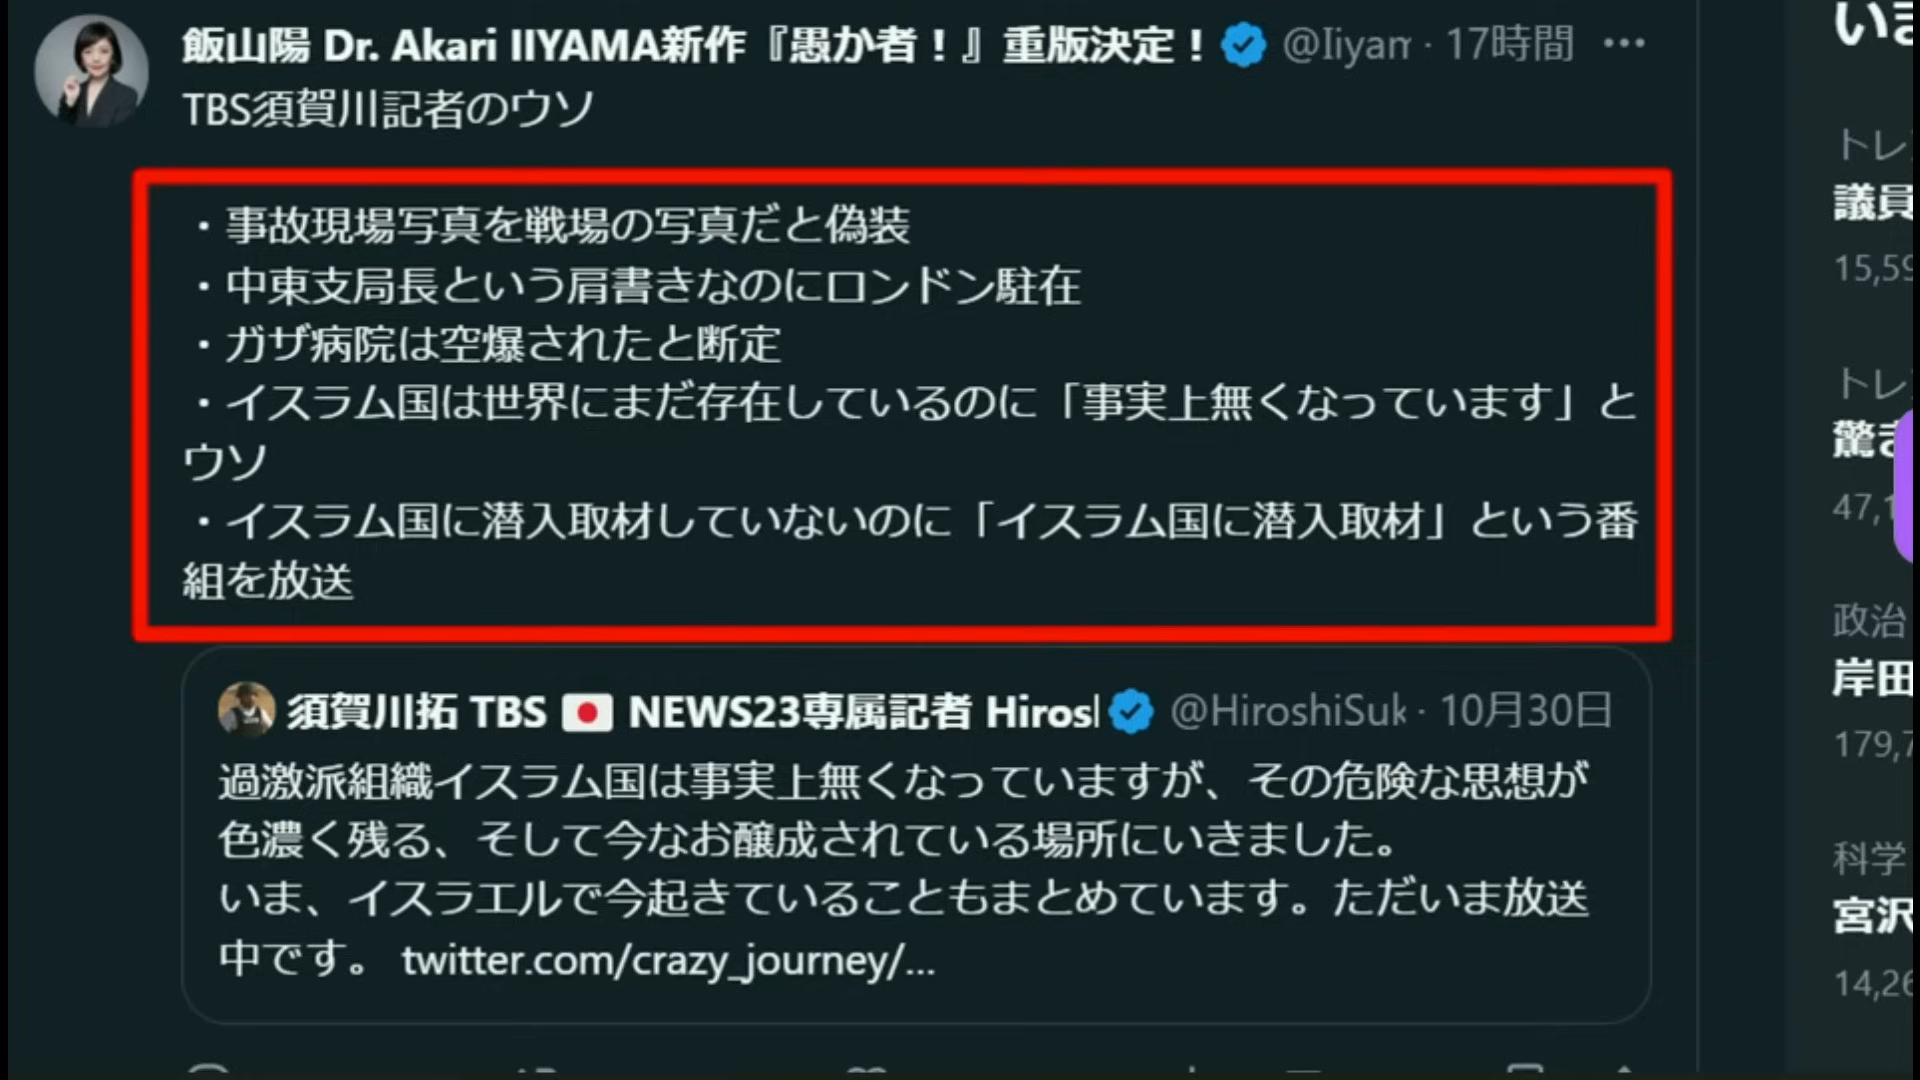 飯山陽 Dr. Akari IIYAMA新作『愚か者！』重版決定！ @Iiyam · 17時間
TBS須賀川記者のウソ
・事故現場写真を戦場の写真だと偽装
・中東支局長という肩書きなのにロンドン駐在
・ガザ病院は空爆されたと断定
・イスラム国は世界にまだ存在しているのに「事実上無くなっています」と
ウソ
・イスラム国に潜入取材していないのに「イスラム国に潜入取材」という番
組を放送
須賀川拓 TBS 🇯🇵 NEWS23専属記者 Hirosl @HiroshiSuk · 10月30日
過激派組織イスラム国は事実上無くなっていますが、その危険な思想が
色濃く残る、そして今なお醸成されている場所にいきました。
いま、イスラエルで今起きていることもまとめています。ただいま放送
中です。 twitter.com/crazy_journey/...
いま
トレ
議員
15,59
トレ
驚き
47,1
政治
岸田
179,7
科学
宮沢
14,26